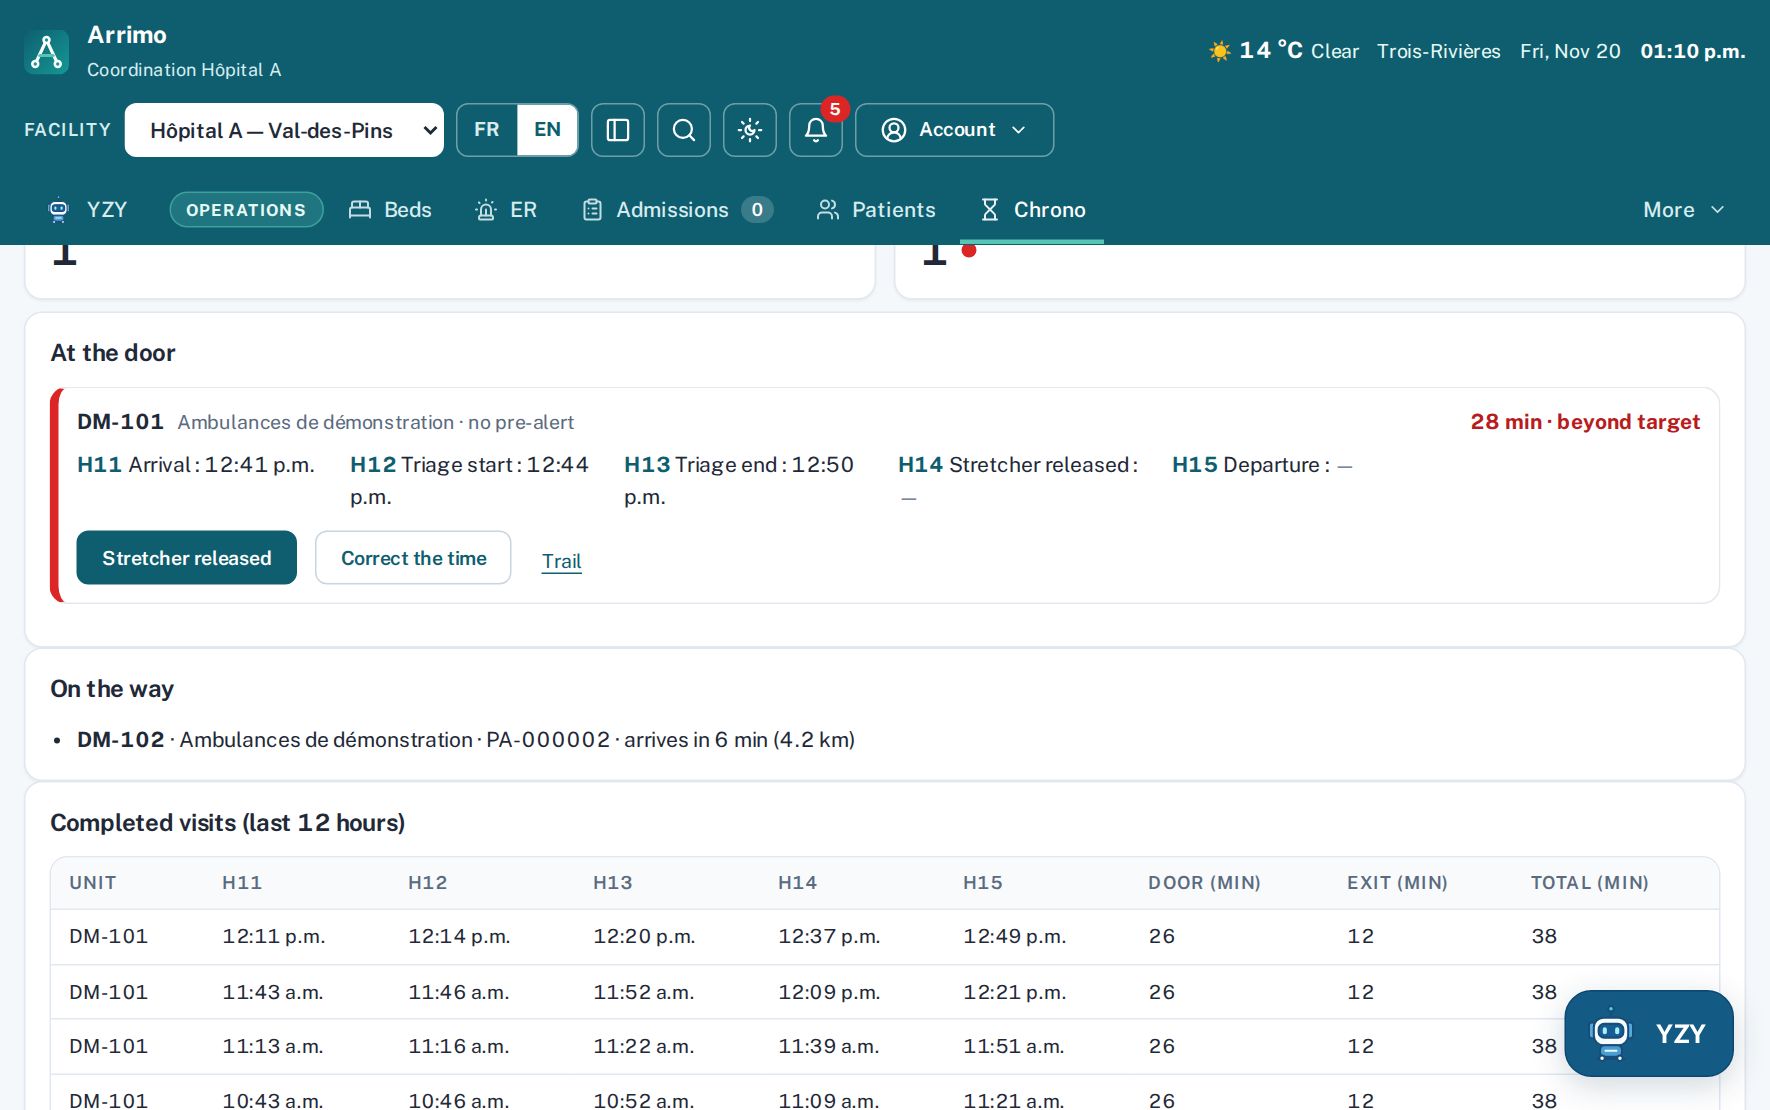 Arrimo
Coordination Hôpital A
14 °C Clear Trois-Rivières Fri, Nov 20 01:10 p.m.
FACILITY Hôpital A — Val-des-Pins FR EN 5 Account
YZY OPERATIONS Beds ER Admissions 0 Patients Chrono More
1 1
At the door
DM-101 Ambulances de démonstration · no pre-alert 28 min · beyond target
H11 Arrival : 12:41 p.m. H12 Triage start : 12:44 p.m. H13 Triage end : 12:50 p.m. H14 Stretcher released : — H15 Departure : —
Stretcher released Correct the time Trail
On the way
• DM-102 · Ambulances de démonstration · PA-000002 · arrives in 6 min (4.2 km)
Completed visits (last 12 hours)
UNIT H11 H12 H13 H14 H15 DOOR (MIN) EXIT (MIN) TOTAL (MIN)
DM-101 12:11 p.m. 12:14 p.m. 12:20 p.m. 12:37 p.m. 12:49 p.m. 26 12 38
DM-101 11:43 a.m. 11:46 a.m. 11:52 a.m. 12:09 p.m. 12:21 p.m. 26 12 38
DM-101 11:13 a.m. 11:16 a.m. 11:22 a.m. 11:39 a.m. 11:51 a.m. 26 12 38
YZY
DM-101 10:43 a.m. 10:46 a.m. 10:52 a.m. 11:09 a.m. 11:21 a.m. 26 12 38